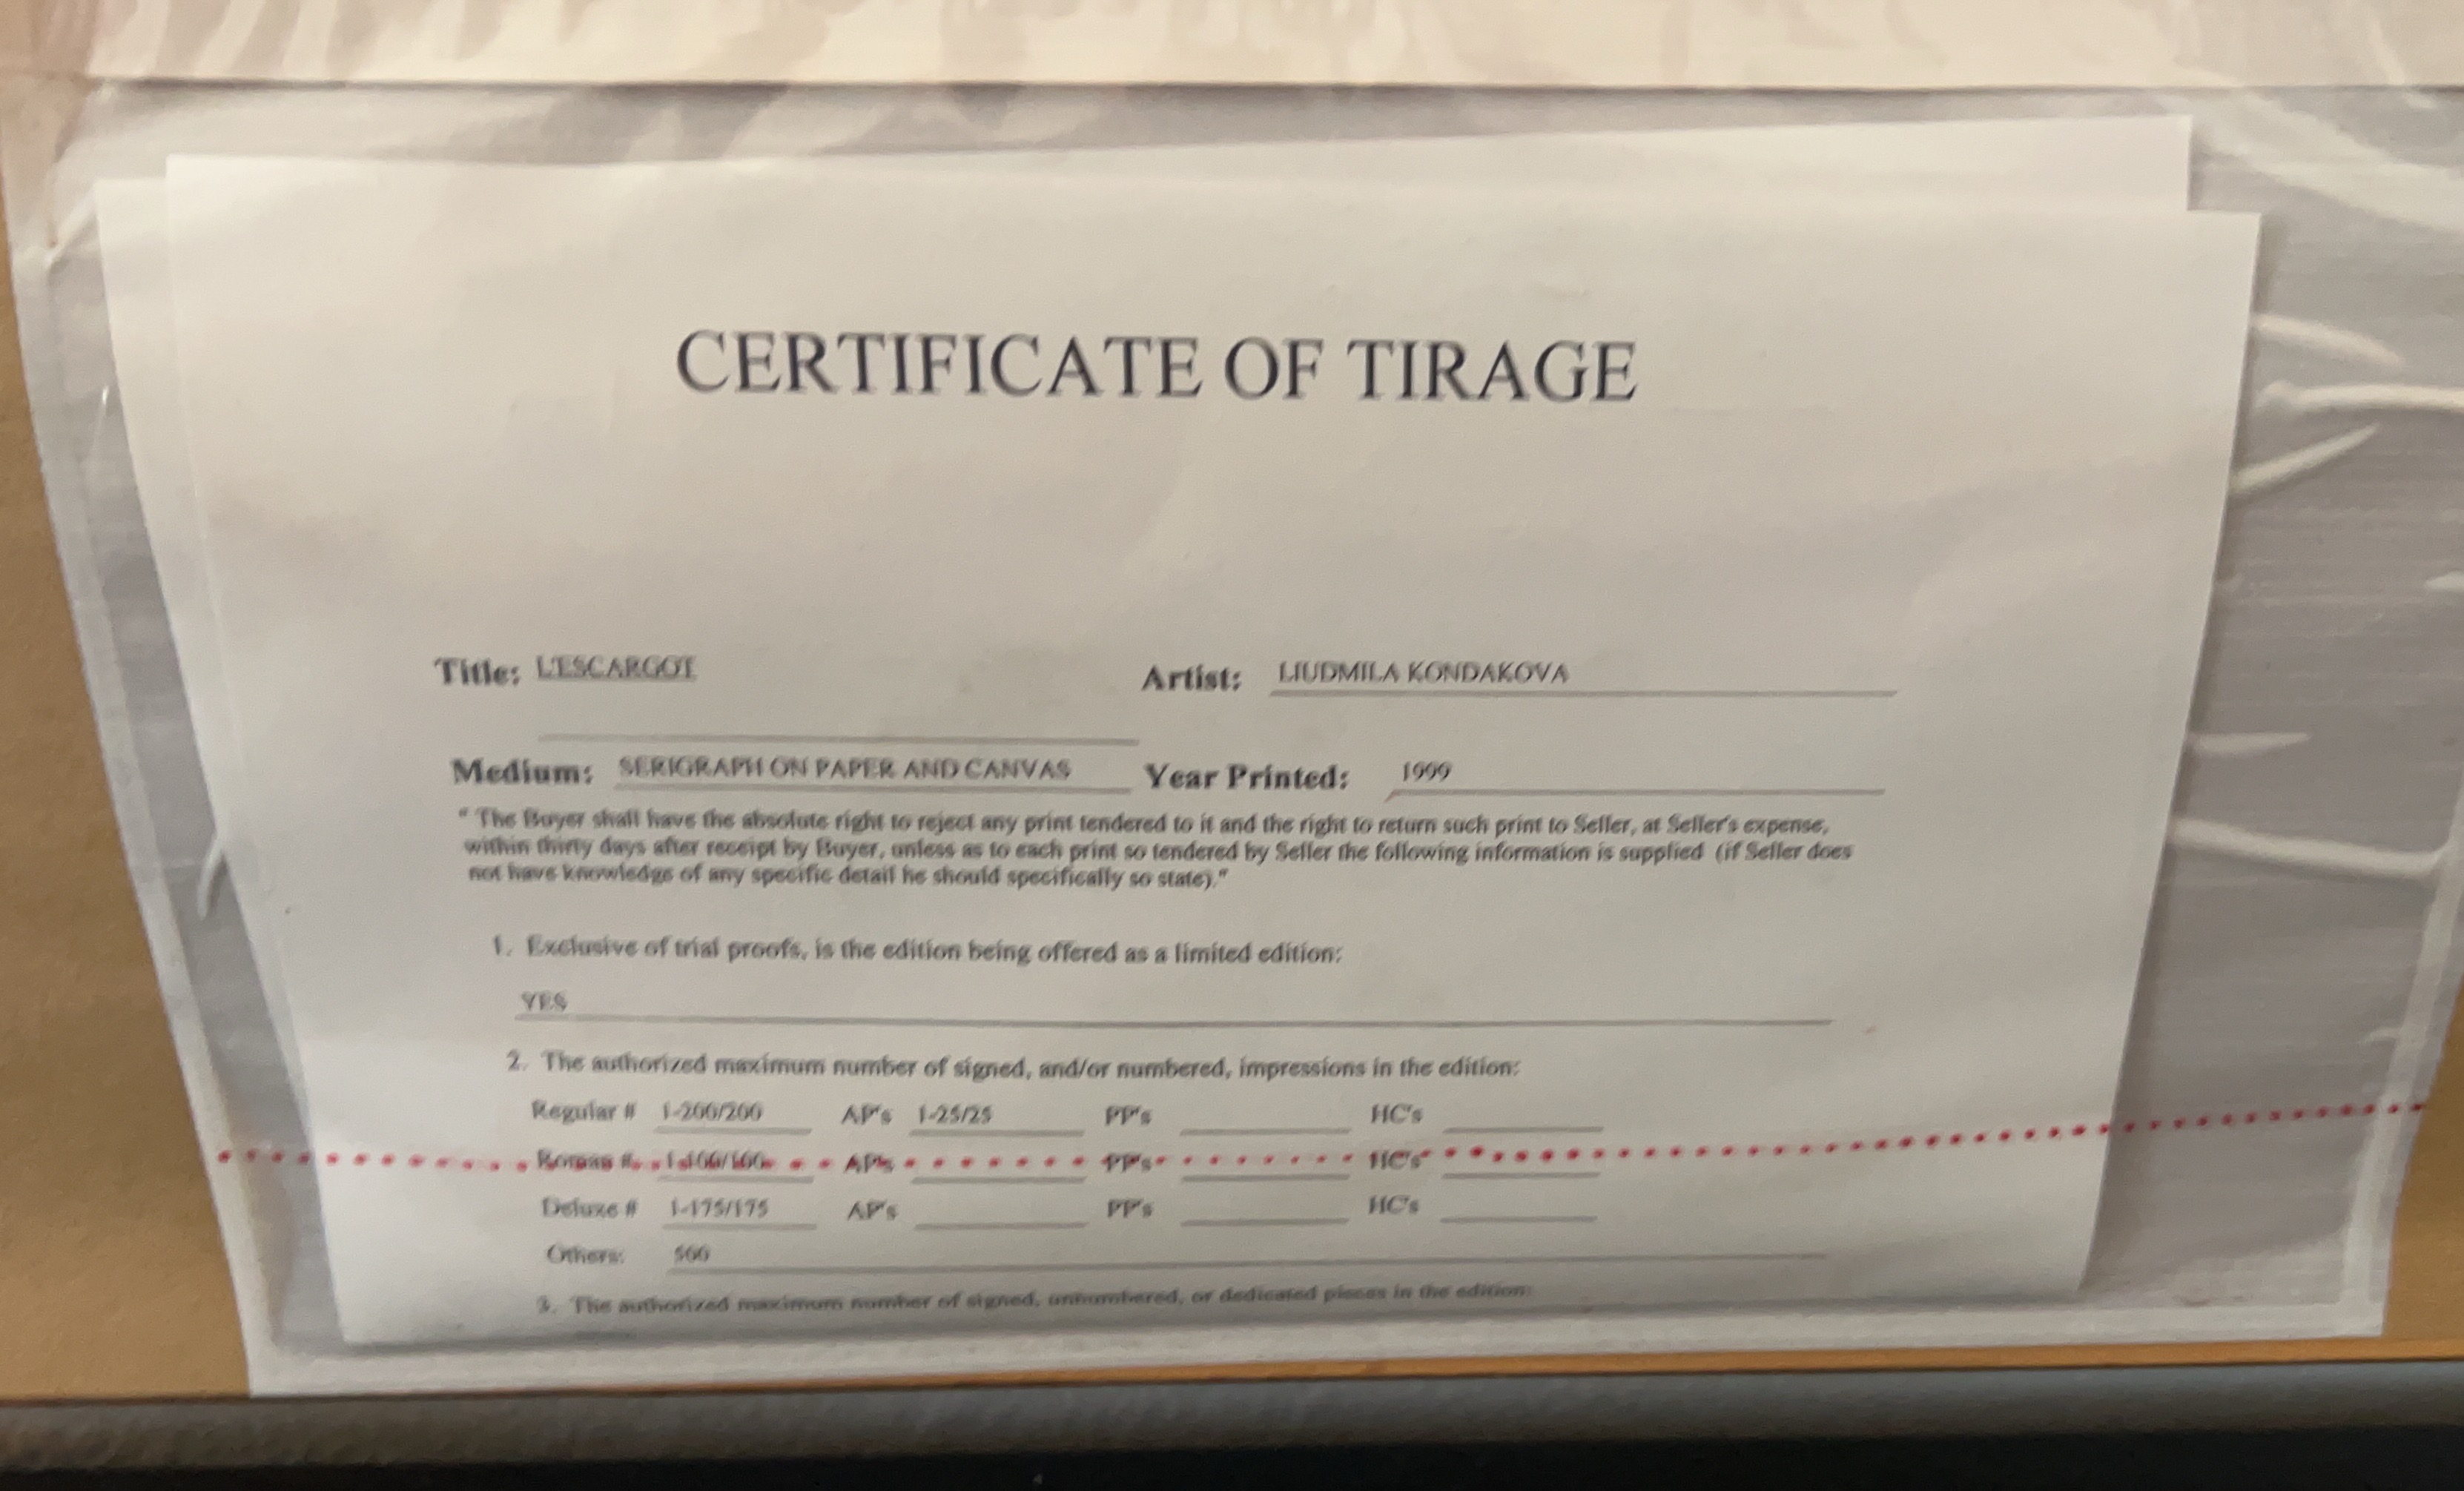 CERTIFICATE OF TIRAGE
Title: L'ESCARGOT Artist: LIUDMILA KONDAKOVA
Medium: SERIGRAPH ON PAPER AND CANVAS Year Printed: 1999
" The Buyer shall have the absolute right to reject any print tendered to it and the right to return such print to Seller, at Seller's expense,
within thirty days after receipt by Buyer, unless as to each print so tendered by Seller the following information is supplied (if Seller does
not have knowledge of any specific detail he should specifically so state)."
1. Exclusive of trial proofs, is the edition being offered as a limited edition:
YES
2. The authorized maximum number of signed, and/or numbered, impressions in the edition:
Regular # 1-200/200 AP's 1-25/25 PP's HC's
Roman # 1-100/100 AP's PP's HC's
Deluxe # 1-175/175 AP's PP's HC's
Others: 500
3. The authorized maximum number of signed, unnumbered, or dedicated pieces in the edition: